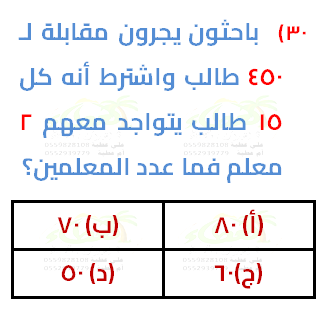 ٣٠) باحثون يجرون مقابلة لـ
٤٥٠ طالب واشترط أنه كل
١٥ طالب يتواجد معهم ٢
معلم فما عدد المعلمين؟
(أ) ٨٠ (ب) ٧٠
(ج) ٦٠ (د) ٥٠